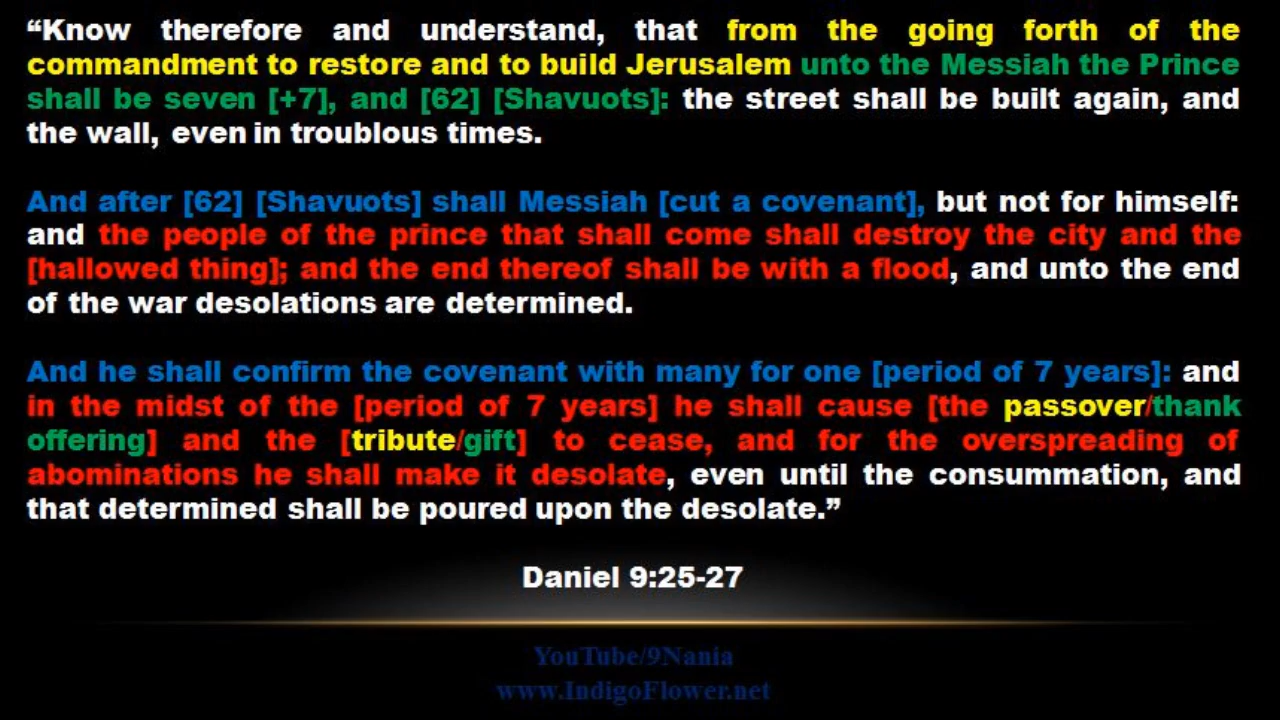 “Know therefore and understand, that from the going forth of the
commandment to restore and to build Jerusalem unto the Messiah the Prince
shall be seven [+7], and [62] [Shavuots]: the street shall be built again, and
the wall, even in troublous times.
And after [62] [Shavuots] shall Messiah [cut a covenant], but not for himself:
and the people of the prince that shall come shall destroy the city and the
[hallowed thing]; and the end thereof shall be with a flood, and unto the end
of the war desolations are determined.
And he shall confirm the covenant with many for one [period of 7 years]: and
in the midst of the [period of 7 years] he shall cause [the passover/thank
offering] and the [tribute/gift] to cease, and for the overspreading of
abominations he shall make it desolate, even until the consummation, and
that determined shall be poured upon the desolate.”
Daniel 9:25-27
YouTube/9Nania
www.IndigoFlower.net